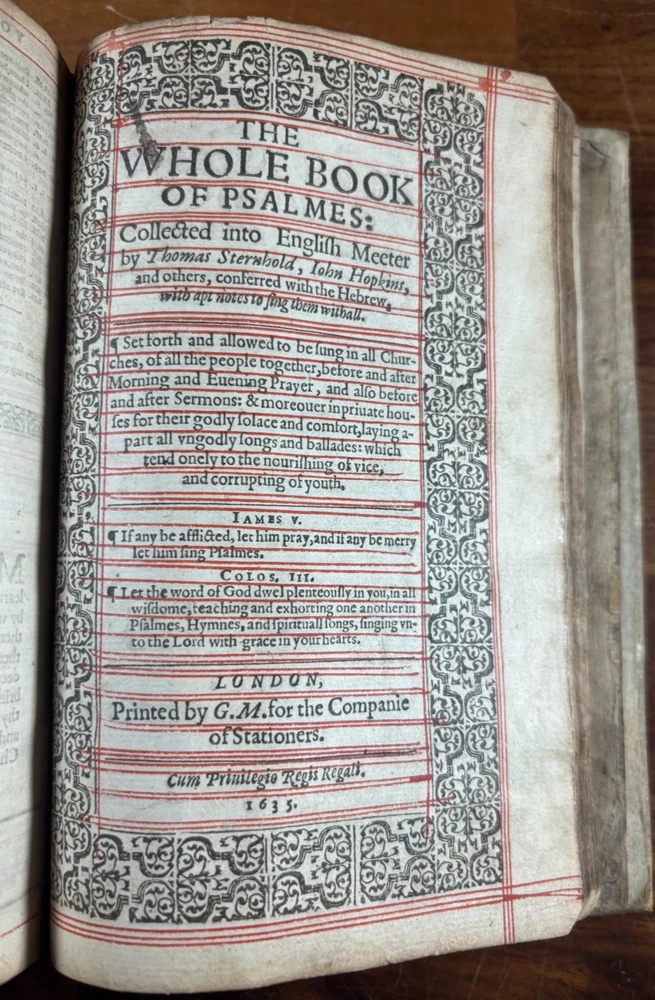 THE
WHOLE BOOK
OF PSALMES:
Collected into Engliſh Meeter
by Thomas Sternhold, Iohn Hopkins,
and others, conferred with the Hebrew,
with apt notes to ſing them withall.
¶ Set forth and allowed to be ſung in all Chur-
ches, of all the people together, before and after
Morning and Euening Prayer, and alſo before
and after Sermons: & moreouer in priuate hou-
ſes for their godly ſolace and comfort, laying a-
part all vngodly ſongs and ballades: which
tend onely to the nouriſhing of vice,
and corrupting of youth.
IAMES V.
¶ If any be afflicted, let him pray, and if any be merry
let him ſing Pſalmes.
COLOS. III.
¶ Let the word of God dwel plenteouſly in you, in all
wiſdome, teaching and exhorting one another in
Pſalmes, Hymnes, and ſpirituall ſongs, ſinging vn-
to the Lord with grace in your hearts.
LONDON,
Printed by G. M. for the Companie
of Stationers.
Cum Priuilegio Regis Regali.
1635.